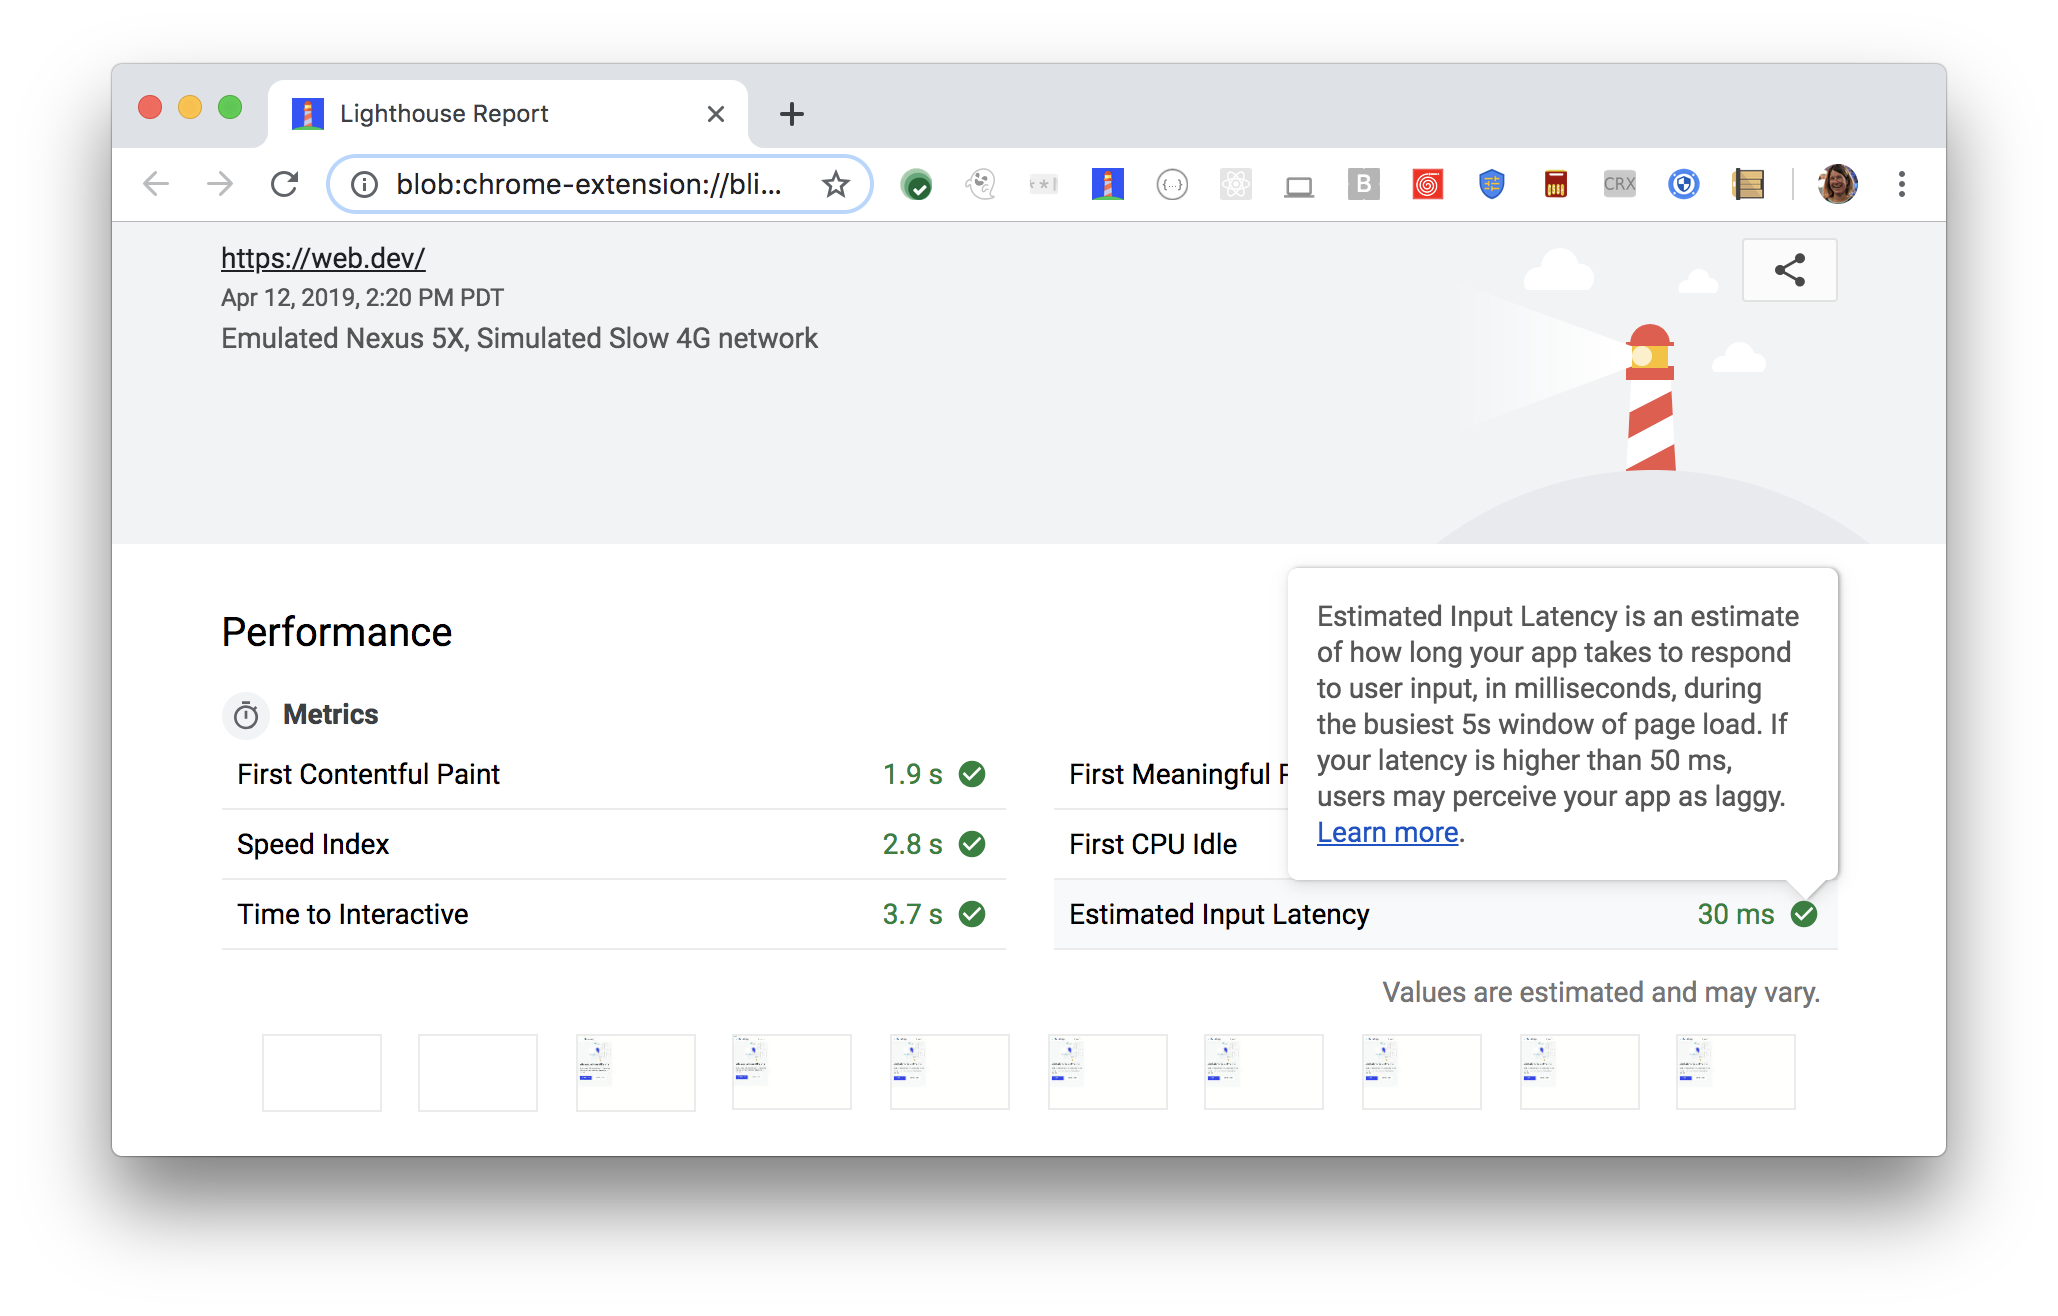 Lighthouse Report
blob:chrome-extension://bli...
B
CRX
https://web.dev/
Apr 12, 2019, 2:20 PM PDT
Emulated Nexus 5X, Simulated Slow 4G network
Performance
Metrics
First Contentful Paint 1.9 s
Speed Index 2.8 s
Time to Interactive 3.7 s
First Meaningful
First CPU Idle
Estimated Input Latency 30 ms
Estimated Input Latency is an estimate
of how long your app takes to respond
to user input, in milliseconds, during
the busiest 5s window of page load. If
your latency is higher than 50 ms,
users may perceive your app as laggy.
Learn more.
Values are estimated and may vary.